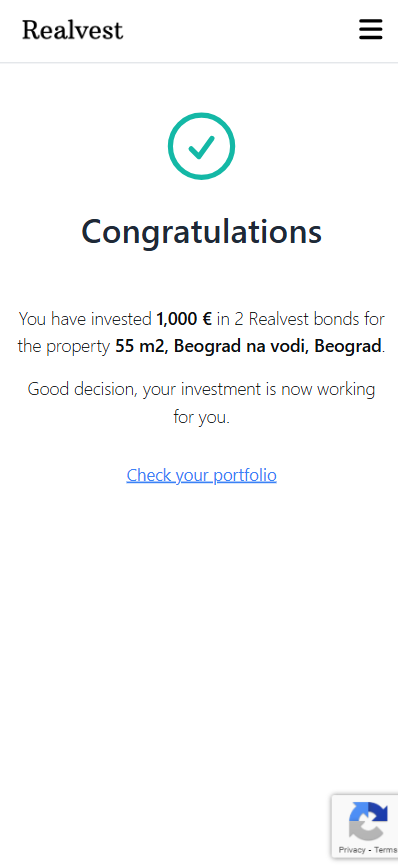 Realvest
Congratulations
You have invested 1,000 € in 2 Realvest bonds for
the property 55 m2, Beograd na vodi, Beograd.
Good decision, your investment is now working
for you.
Check your portfolio
Privacy - Terms